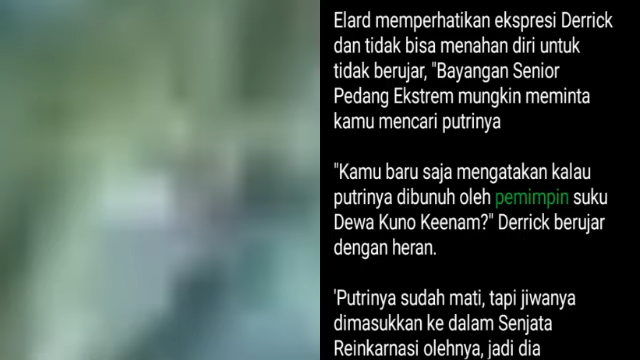 Elard memperhatikan ekspresi Derrick
dan tidak bisa menahan diri untuk
tidak berujar, "Bayangan Senior
Pedang Ekstrem mungkin meminta
kamu mencari putrinya
"Kamu baru saja mengatakan kalau
putrinya dibunuh oleh pemimpin suku
Dewa Kuno Keenam?" Derrick berujar
dengan heran.
'Putrinya sudah mati, tapi jiwanya
dimasukkan ke dalam Senjata
Reinkarnasi olehnya, jadi dia